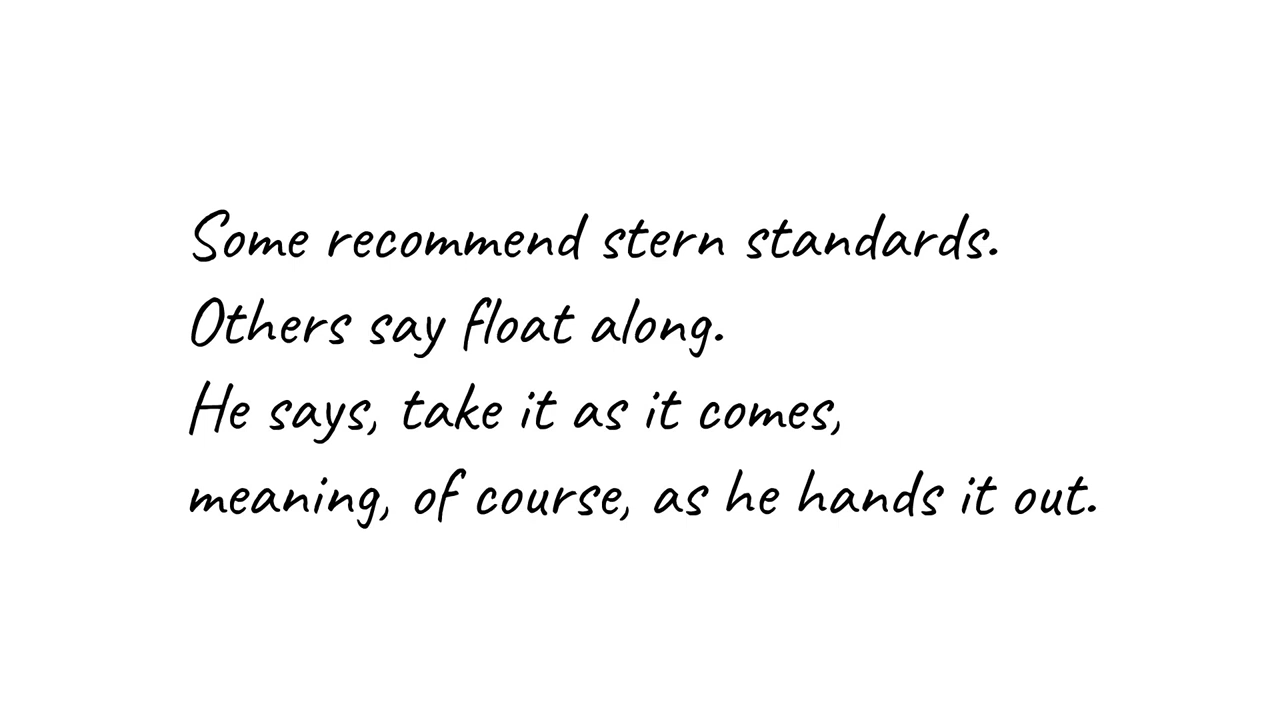 Some recommend stern standards.
Others say float along.
He says, take it as it comes,
meaning, of course, as he hands it out.